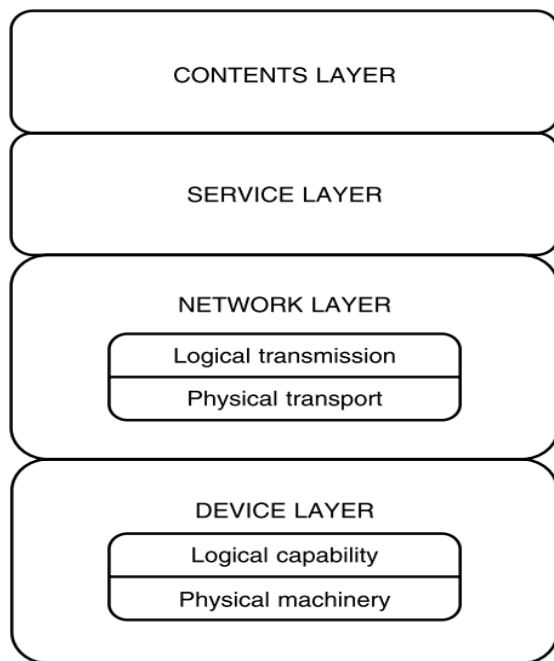 CONTENTS LAYER
SERVICE LAYER
NETWORK LAYER
Logical transmission
Physical transport
DEVICE LAYER
Logical capability
Physical machinery